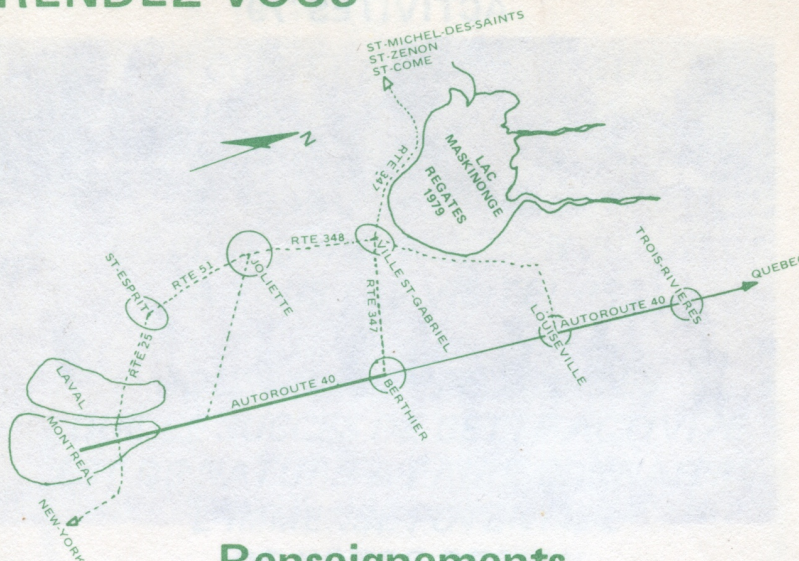 RENDEZ-VOUS
ST-MICHEL-DES-SAINTS
ST-ZENON
ST-COME
N
RTE 347
LAC
MASKINONGE
REGATES
1979
ST-ESPRIT
RTE 51
JOLIETTE
RTE 348
VILLE ST-GABRIEL
RTE 347
TROIS-RIVIERES
QUEBEC
RTE 25
LAVAL
MONTREAL
AUTOROUTE 40
BERTHIER
LOUISEVILLE
AUTOROUTE 40
NEW-YORK
Renseignements